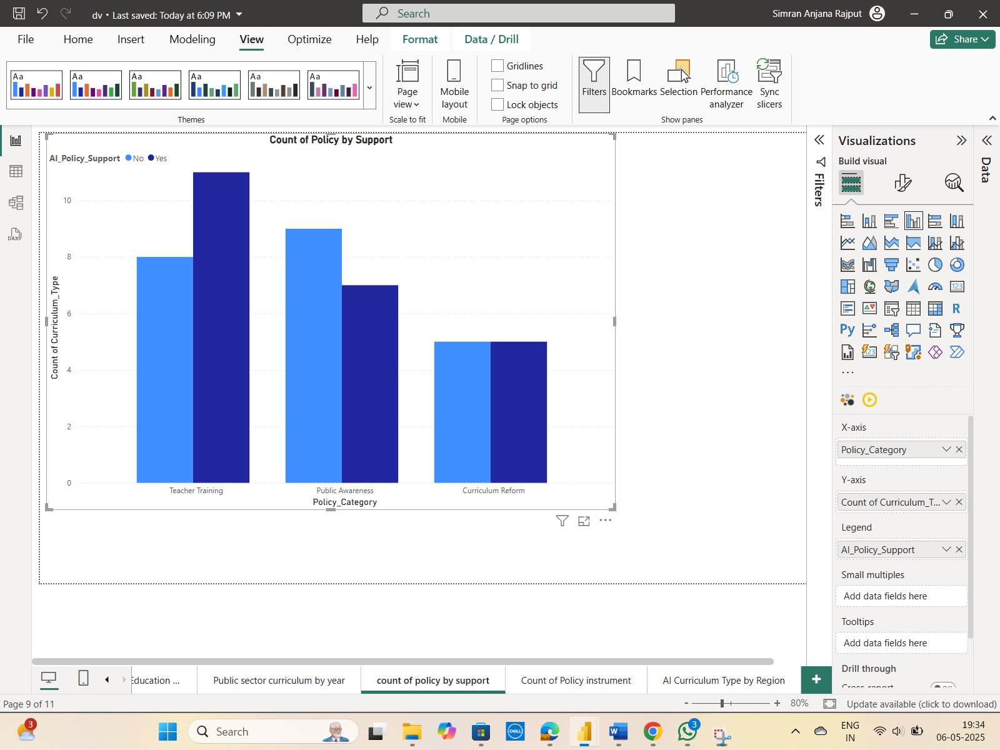 dv • Last saved: Today at 6:09 PM
Search
Simran Anjana Rajput
File Home Insert Modeling View Optimize Help Format Data / Drill
Share
Aa Aa Aa Aa Aa Aa
Themes
Page view
Scale to fit
Mobile layout
Mobile
Gridlines
Snap to grid
Lock objects
Page options
Filters
Bookmarks
Selection
Performance analyzer
Sync slicers
Show panes
DAX
Count of Policy by Support
AI_Policy_Support No Yes
Count of Curriculum_Type
10
8
6
4
2
0
Teacher Training Public Awareness Curriculum Reform
Policy_Category
Filters
Visualizations
Build visual
123
R
Py
123
Data
X-axis
Policy_Category
Y-axis
Count of Curriculum_T...
Legend
AI_Policy_Support
Small multiples
Add data fields here
Tooltips
Add data fields here
Drill through
Education ...
Public sector curriculum by year
count of policy by support
Count of Policy instrument
AI Curriculum Type by Region
+
Page 9 of 11
- + 80%
Update available (click to download)
3
Search
DELL
W
3
ENG
IN
19:34
06-05-2025